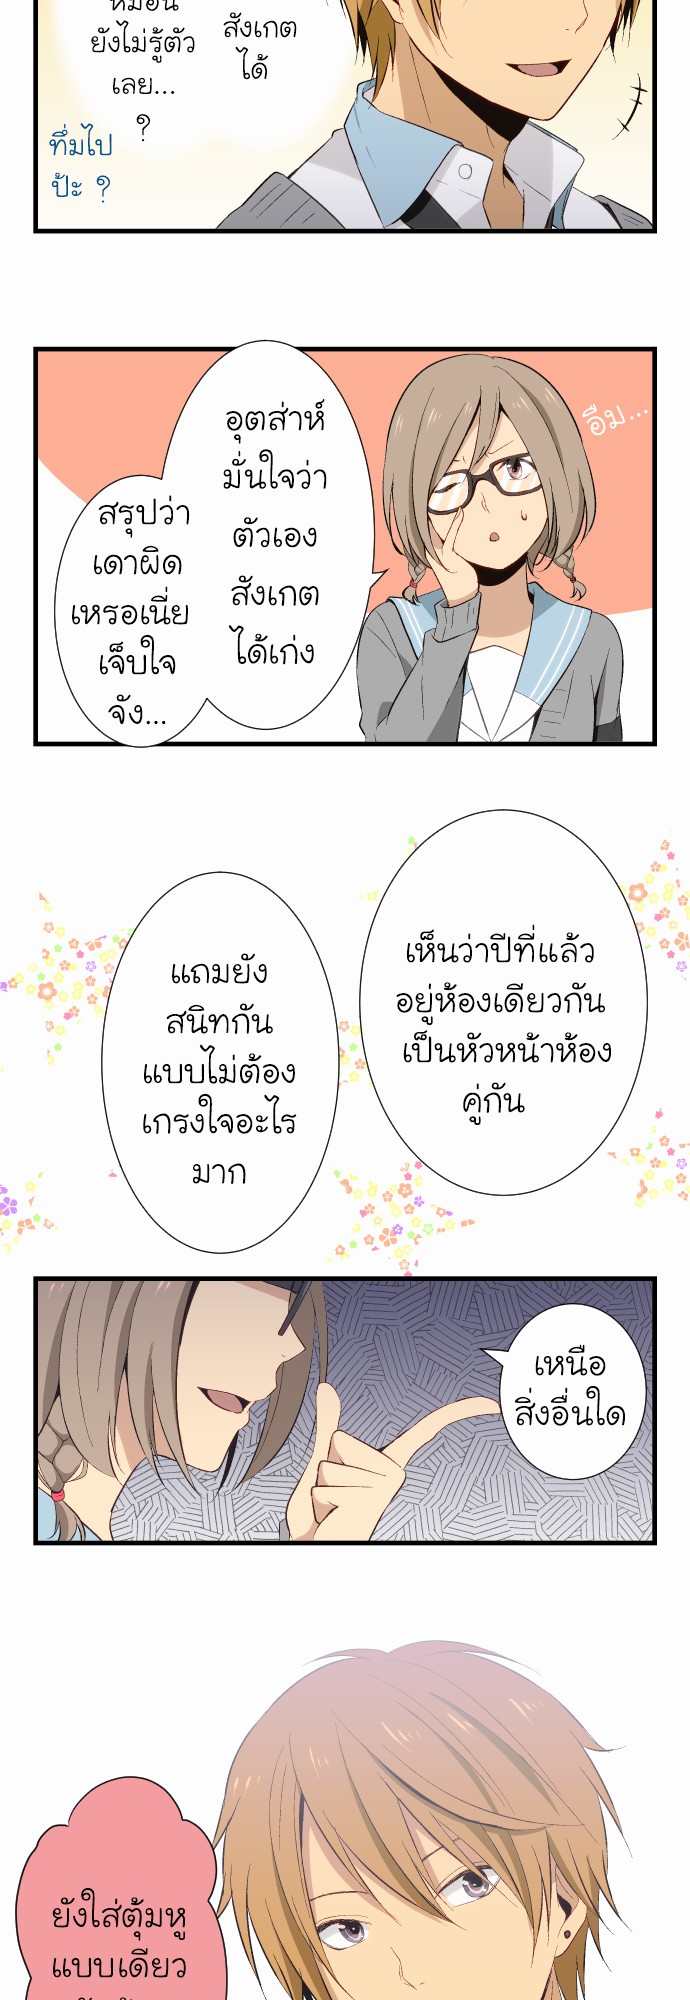 สังเกต
ได้
หมือน
ยังไม่รู้ตัว
เลย...
?
ทึ่มไป
ป้ะ ?
อืม...
อุตส่าห์
มั่นใจว่า
ตัวเอง
สังเกต
ได้เก่ง
สรุปว่า
เดาผิด
เหรอเนี่ย
เจ็บใจ
จัง...
เห็นว่าปีที่แล้ว
อยู่ห้องเดียวกัน
เป็นหัวหน้าห้อง
คู่กัน
แถมยัง
สนิทกัน
แบบไม่ต้อง
เกรงใจอะไร
มาก
เหนือ
สิ่งอื่นใด
ยังใส่ตุ้มหู
แบบเดียว